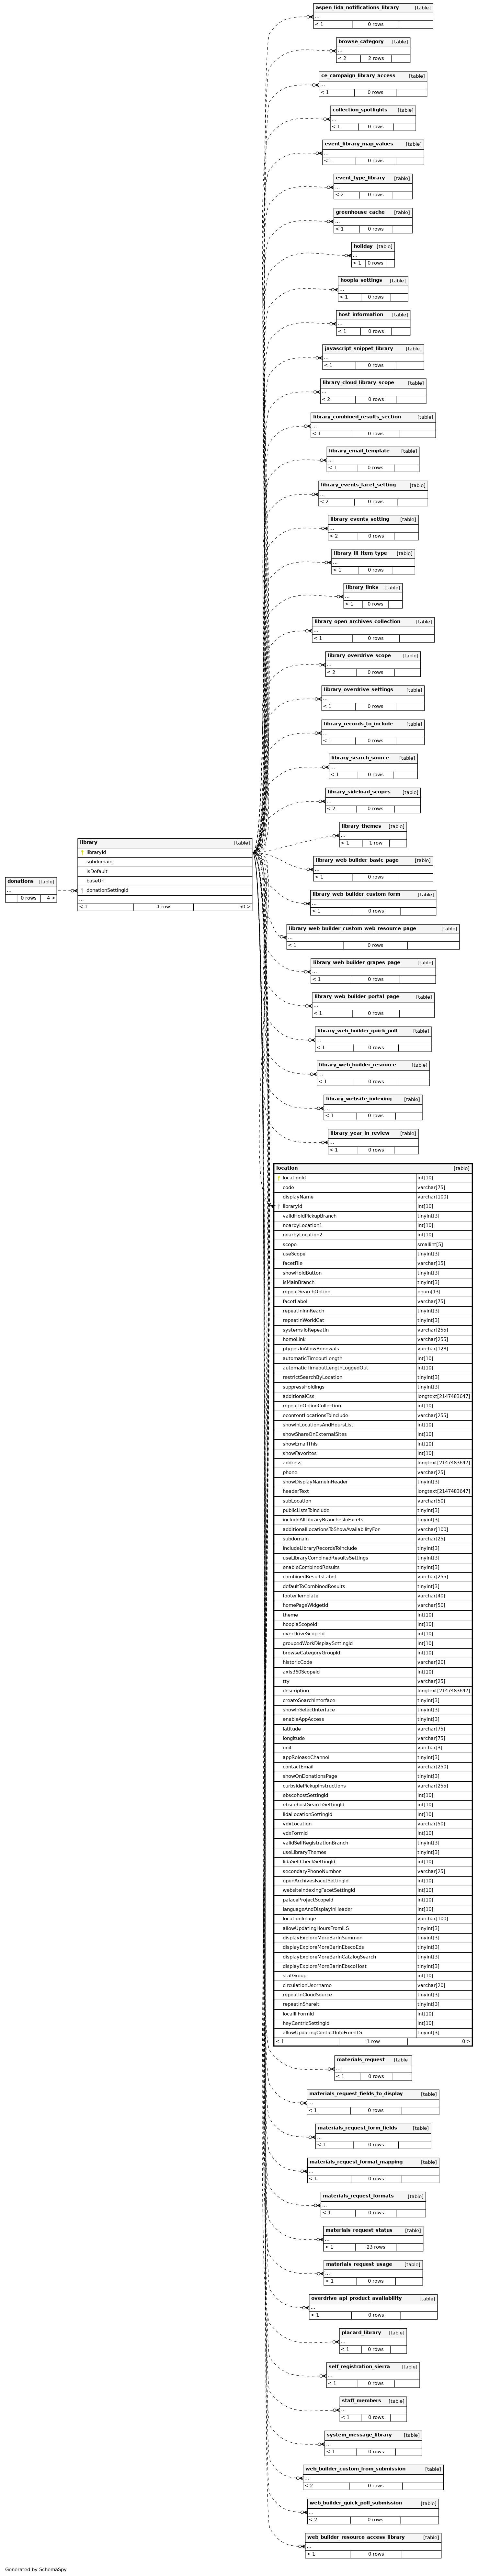 aspen_lida_notifications_library [table]
...
< 1 0 rows
browse_category [table]
...
< 2 2 rows
ce_campaign_library_access [table]
...
< 1 0 rows
collection_spotlights [table]
...
< 1 0 rows
event_library_map_values [table]
...
< 1 0 rows
event_type_library [table]
...
< 2 0 rows
greenhouse_cache [table]
...
< 1 0 rows
holiday [table]
...
< 1 0 rows
hoopla_settings [table]
...
< 1 0 rows
host_information [table]
...
< 1 0 rows
javascript_snippet_library [table]
...
< 1 0 rows
library_cloud_library_scope [table]
...
< 2 0 rows
library_combined_results_section [table]
...
< 1 0 rows
library_email_template [table]
...
< 1 0 rows
library_events_facet_setting [table]
...
< 2 0 rows
library_events_setting [table]
...
< 2 0 rows
library_ill_item_type [table]
...
< 1 0 rows
library_links [table]
...
< 1 0 rows
library_open_archives_collection [table]
...
< 1 0 rows
library_overdrive_scope [table]
...
< 2 0 rows
library_overdrive_settings [table]
...
< 1 0 rows
library_records_to_include [table]
...
< 1 0 rows
library_search_source [table]
...
< 1 0 rows
library_sideload_scopes [table]
...
< 2 0 rows
library_themes [table]
...
< 1 1 row
donations [table]
...
0 rows 4 >
library [table]
libraryId
subdomain
isDefault
baseUrl
donationSettingId
...
< 1 1 row 50 >
library_web_builder_basic_page [table]
...
< 1 0 rows
library_web_builder_custom_form [table]
...
< 1 0 rows
library_web_builder_custom_web_resource_page [table]
...
< 1 0 rows
library_web_builder_grapes_page [table]
...
< 1 0 rows
library_web_builder_portal_page [table]
...
< 1 0 rows
library_web_builder_quick_poll [table]
...
< 1 0 rows
library_web_builder_resource [table]
...
< 1 0 rows
library_website_indexing [table]
...
< 1 0 rows
library_year_in_review [table]
...
< 1 0 rows
location [table]
locationId int[10]
code varchar[75]
displayName varchar[100]
libraryId int[10]
validHoldPickupBranch tinyint[3]
nearbyLocation1 int[10]
nearbyLocation2 int[10]
scope smallint[5]
useScope tinyint[3]
facetFile varchar[15]
showHoldButton tinyint[3]
isMainBranch tinyint[3]
repeatSearchOption enum[13]
facetLabel varchar[75]
repeatInInnReach tinyint[3]
repeatInWorldCat tinyint[3]
systemsToRepeatIn varchar[255]
homeLink varchar[255]
ptypesToAllowRenewals varchar[128]
automaticTimeoutLength int[10]
automaticTimeoutLengthLoggedOut int[10]
restrictSearchByLocation tinyint[3]
suppressHoldings tinyint[3]
additionalCss longtext[2147483647]
repeatInOnlineCollection int[10]
econtentLocationsToInclude varchar[255]
showInLocationsAndHoursList int[10]
showShareOnExternalSites int[10]
showEmailThis int[10]
showFavorites int[10]
address longtext[2147483647]
phone varchar[25]
showDisplayNameInHeader tinyint[3]
headerText longtext[2147483647]
subLocation varchar[50]
publicListsToInclude tinyint[3]
includeAllLibraryBranchesInFacets tinyint[3]
additionalLocationsToShowAvailabilityFor varchar[100]
subdomain varchar[25]
includeLibraryRecordsToInclude tinyint[3]
useLibraryCombinedResultsSettings tinyint[3]
enableCombinedResults tinyint[3]
combinedResultsLabel varchar[255]
defaultToCombinedResults tinyint[3]
footerTemplate varchar[40]
homePageWidgetId varchar[50]
theme int[10]
hooplaScopeId int[10]
overDriveScopeId int[10]
groupedWorkDisplaySettingId int[10]
browseCategoryGroupId int[10]
historicCode varchar[20]
axis360ScopeId int[10]
tty varchar[25]
description longtext[2147483647]
createSearchInterface tinyint[3]
showInSelectInterface tinyint[3]
enableAppAccess tinyint[3]
latitude varchar[75]
longitude varchar[75]
unit varchar[3]
appReleaseChannel tinyint[3]
contactEmail varchar[250]
showOnDonationsPage tinyint[3]
curbsidePickupInstructions varchar[255]
ebscohostSettingId int[10]
ebscohostSearchSettingId int[10]
lidaLocationSettingId int[10]
vdxLocation varchar[50]
vdxFormId int[10]
validSelfRegistrationBranch tinyint[3]
useLibraryThemes tinyint[3]
lidaSelfCheckSettingId int[10]
secondaryPhoneNumber varchar[25]
openArchivesFacetSettingId int[10]
websiteIndexingFacetSettingId int[10]
palaceProjectScopeId int[10]
languageAndDisplayInHeader int[10]
locationImage varchar[100]
allowUpdatingHoursFromILS tinyint[3]
displayExploreMoreBarInSummon tinyint[3]
displayExploreMoreBarInEbscoEds tinyint[3]
displayExploreMoreBarInCatalogSearch tinyint[3]
displayExploreMoreBarInEbscoHost tinyint[3]
statGroup int[10]
circulationUsername varchar[20]
repeatInCloudSource tinyint[3]
repeatInShareIt tinyint[3]
localIllFormId int[10]
heyCentricSettingId int[10]
allowUpdatingContactInfoFromILS tinyint[3]
< 1 1 row 0 >
materials_request [table]
...
< 1 0 rows
materials_request_fields_to_display [table]
...
< 1 0 rows
materials_request_form_fields [table]
...
< 1 0 rows
materials_request_format_mapping [table]
...
< 1 0 rows
materials_request_formats [table]
...
< 1 0 rows
materials_request_status [table]
...
< 1 23 rows
materials_request_usage [table]
...
< 1 0 rows
overdrive_api_product_availability [table]
...
< 1 0 rows
placard_library [table]
...
< 1 0 rows
self_registration_sierra [table]
...
< 1 0 rows
staff_members [table]
...
< 1 0 rows
system_message_library [table]
...
< 1 0 rows
web_builder_custom_from_submission [table]
...
< 2 0 rows
web_builder_quick_poll_submission [table]
...
< 2 0 rows
web_builder_resource_access_library [table]
...
< 1 0 rows
Generated by SchemaSpy